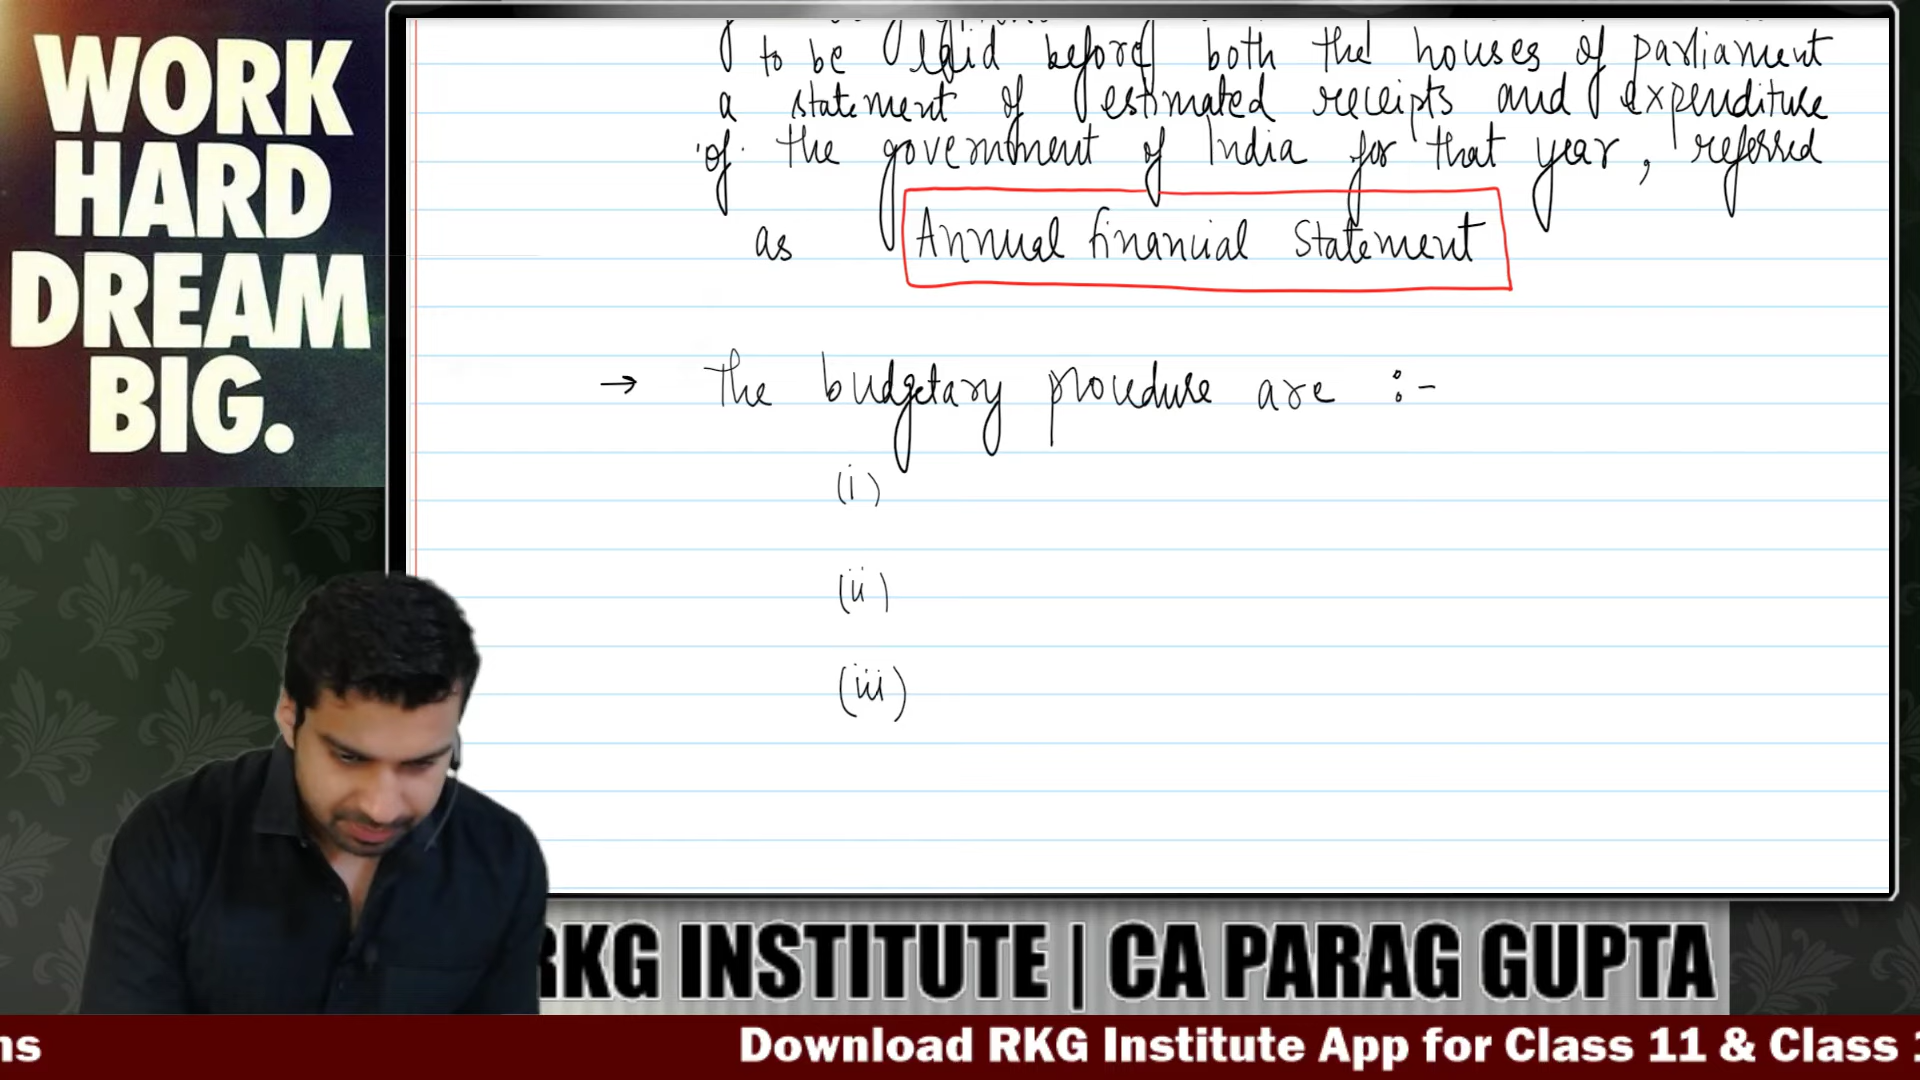 WORK
HARD
DREAM
BIG.
to be laid before both the houses of parliament
a statement of estimated receipts and expenditure
of the government of India for that year, referred
as Annual financial Statement
→ The budgetary procedure are :-
(i)
(ii)
(iii)
RKG INSTITUTE | CA PARAG GUPTA
ns Download RKG Institute App for Class 11 & Class